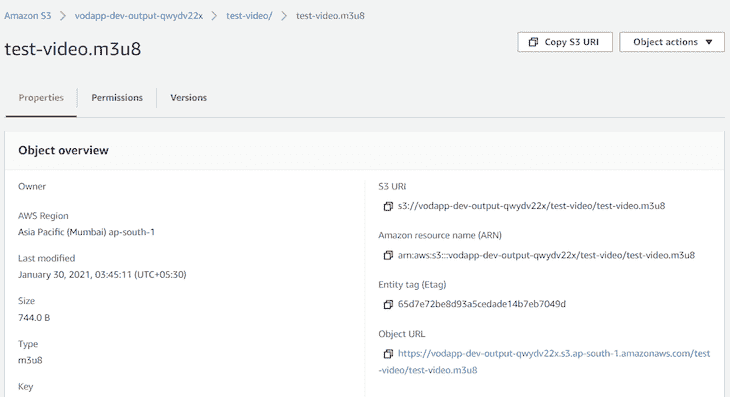 Amazon S3 > vodapp-dev-output-qwydv22x > test-video/ > test-video.m3u8
test-video.m3u8
Copy S3 URI
Object actions ▼
Properties
Permissions
Versions
Object overview
Owner
AWS Region
Asia Pacific (Mumbai) ap-south-1
Last modified
January 30, 2021, 03:45:11 (UTC+05:30)
Size
744.0 B
Type
m3u8
Key
S3 URI
s3://vodapp-dev-output-qwydv22x/test-video/test-video.m3u8
Amazon resource name (ARN)
arn:aws:s3:::vodapp-dev-output-qwydv22x/test-video/test-video.m3u8
Entity tag (Etag)
65d7e72be8d93a5cedade14b7eb7049d
Object URL
https://vodapp-dev-output-qwydv22x.s3.ap-south-1.amazonaws.com/test
-video/test-video.m3u8